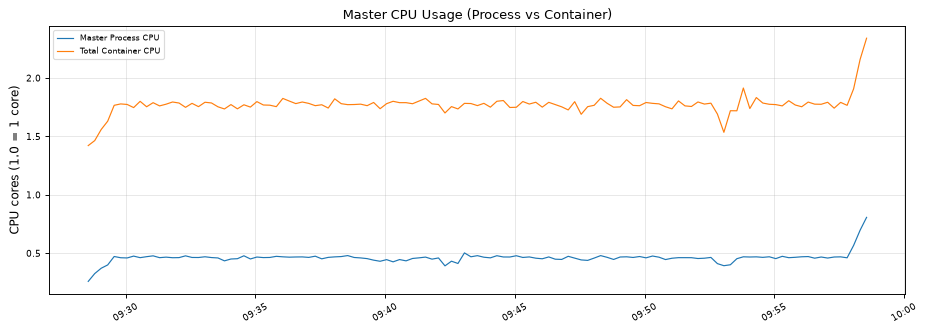 Master CPU Usage (Process vs Container)
Master Process CPU
Total Container CPU
CPU cores (1.0 = 1 core)
2.0
1.5
1.0
0.5
09:30
09:35
09:40
09:45
09:50
09:55
10:00